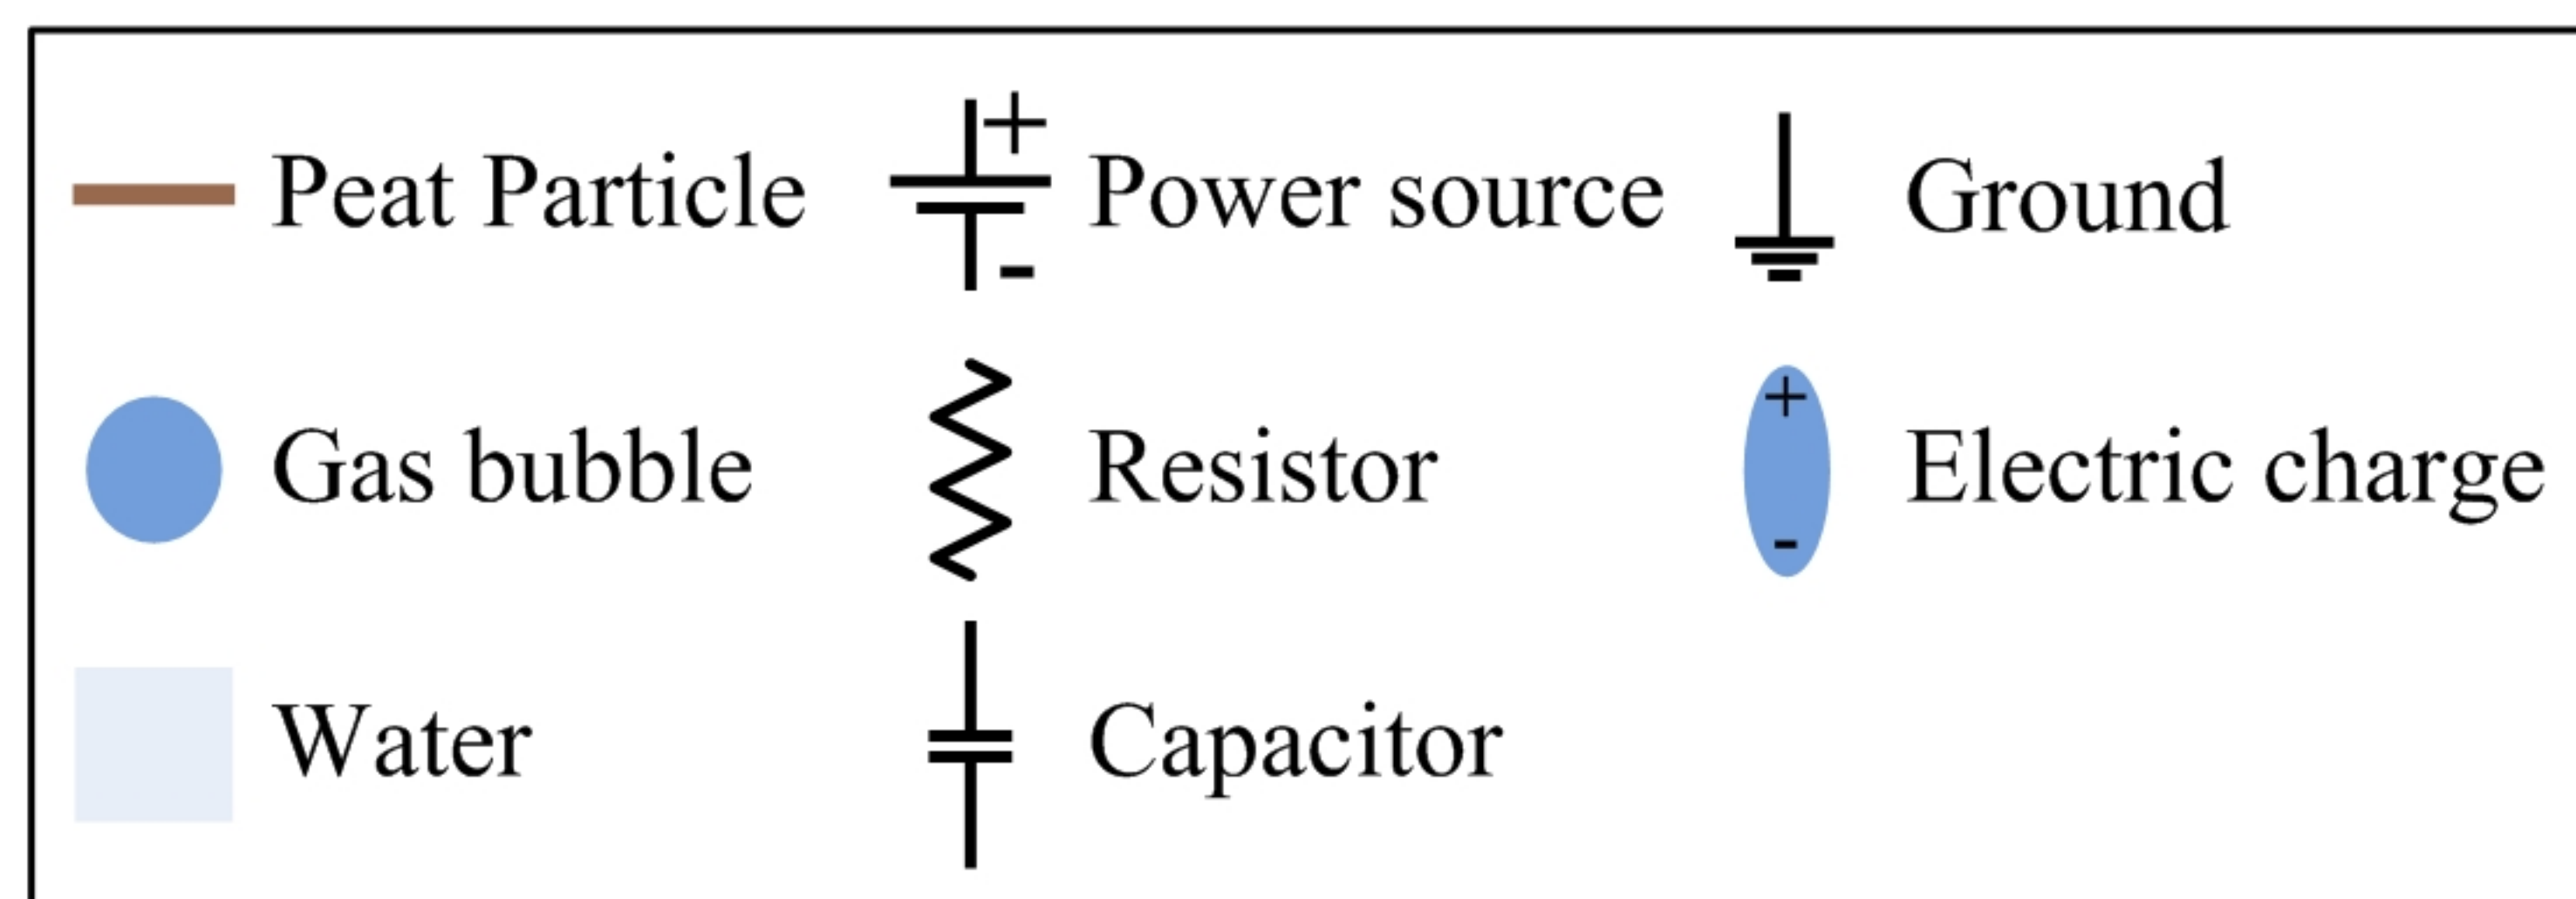 Peat Particle
+
-
Power source
Ground
Gas bubble
Resistor
+
-
Electric charge
Water
Capacitor